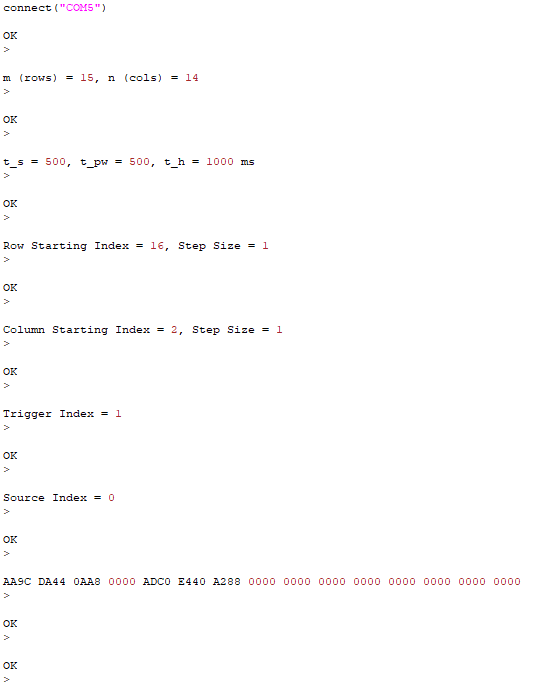 connect("COM5")
OK
>
m (rows) = 15, n (cols) = 14
>
OK
>
t_s = 500, t_pw = 500, t_h = 1000 ms
>
OK
>
Row Starting Index = 16, Step Size = 1
>
OK
>
Column Starting Index = 2, Step Size = 1
>
OK
>
Trigger Index = 1
>
OK
>
Source Index = 0
>
OK
>
AA9C DA44 0AA8 0000 ADC0 E440 A288 0000 0000 0000 0000 0000 0000 0000 0000
>
OK
>
OK
>